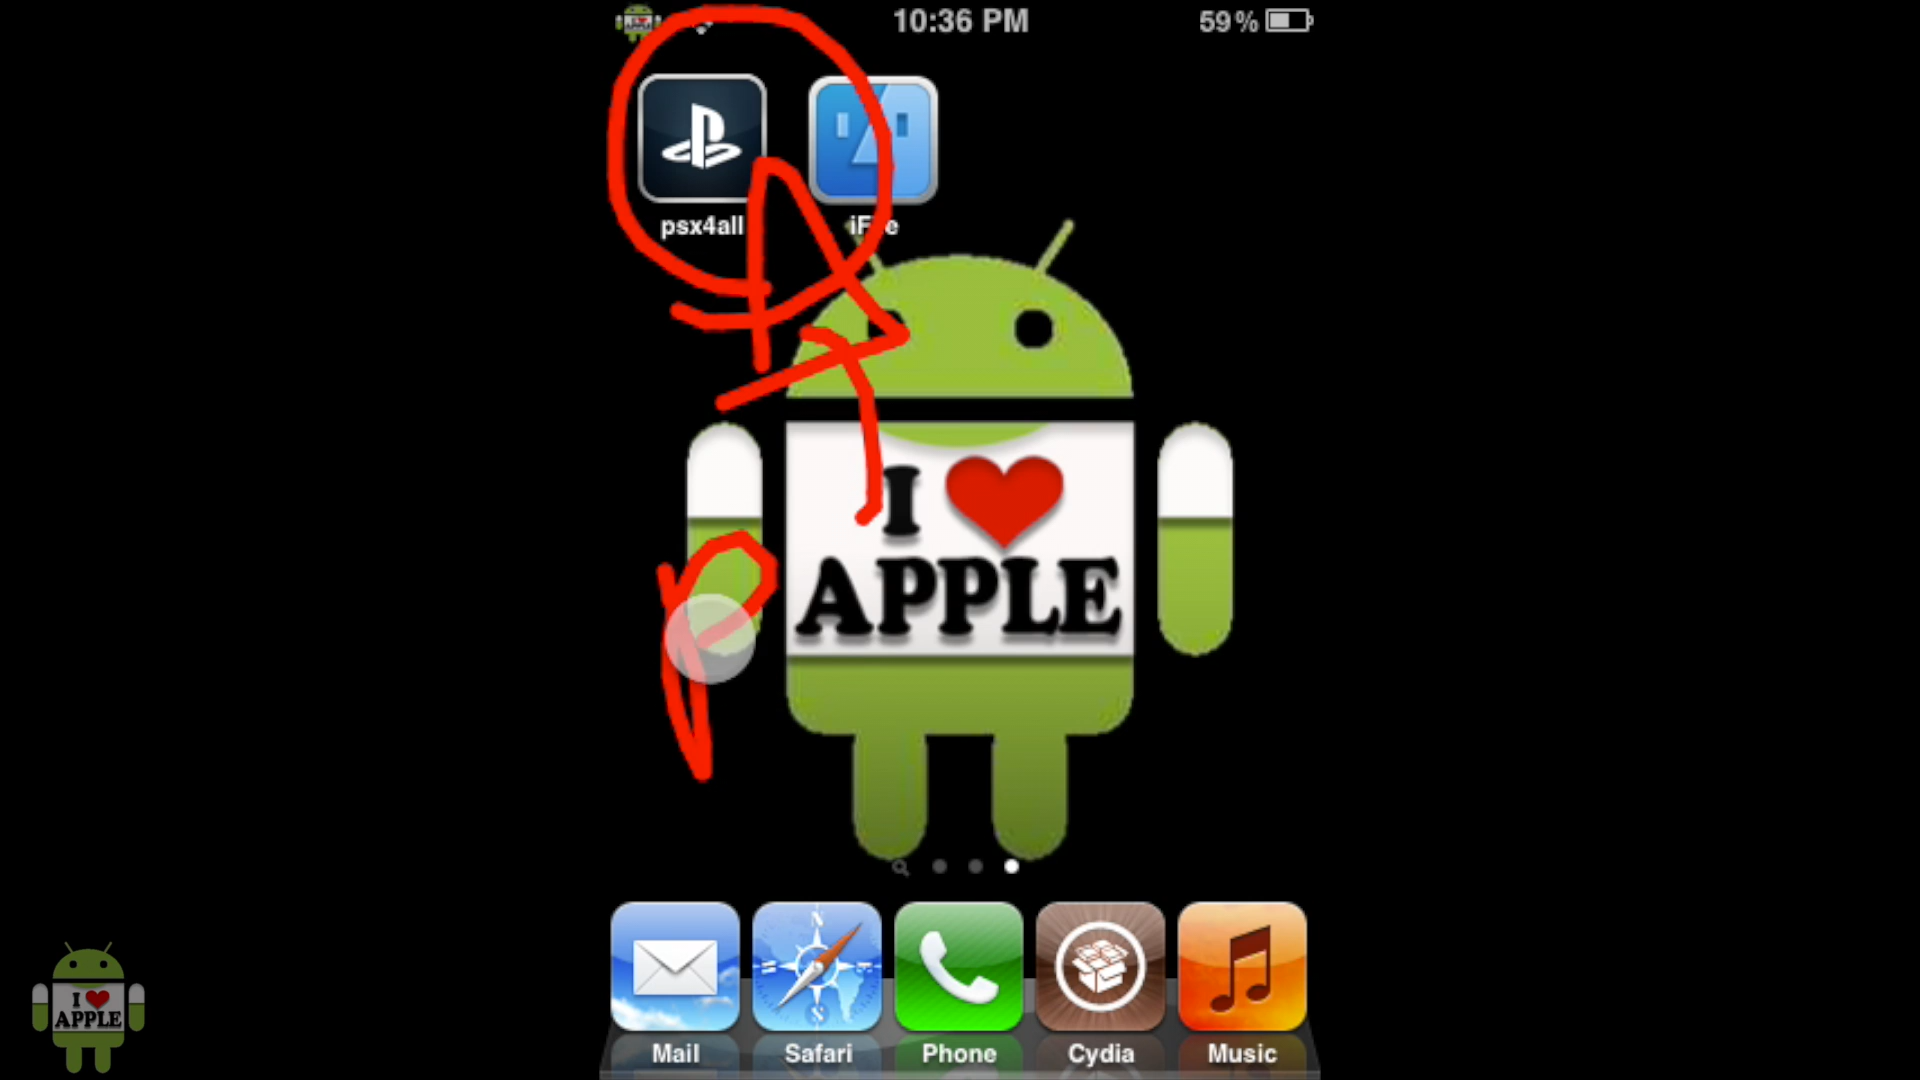 10:36 PM
59%
psx4all
I
APPLE
Mail
Safari
Phone
Cydia
Music
I
APPLE